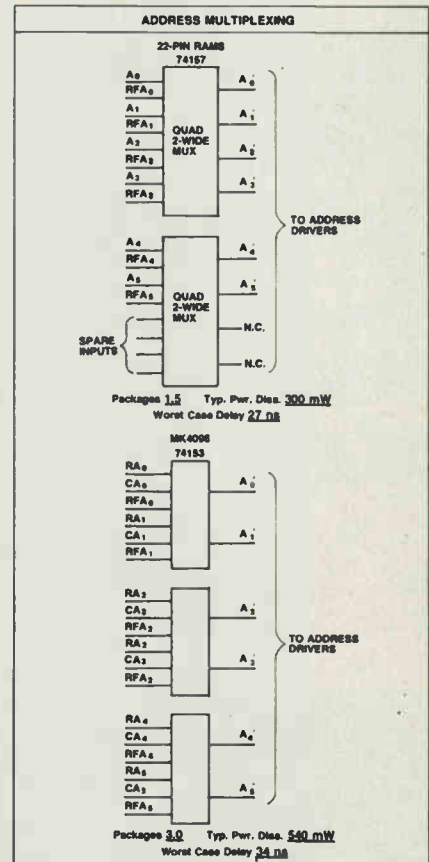 ADDRESS MULTIPLEXING
22-PIN RAMS
74157
A0
RFA0
A1
RFA1
A2
RFA2
A3
RFA3
QUAD
2-WIDE
MUX
A0'
A1'
A2'
A3'
TO ADDRESS
DRIVERS
A4
RFA4
A5
RFA5
SPARE
INPUTS
QUAD
2-WIDE
MUX
A4'
A5'
N.C.
N.C.
Packages 1.5 Typ. Pwr. Diss. 300 mW
Worst Case Delay 27 ns
MK4096
74153
RA0
CA0
RFA0
RA1
CA1
RFA1
A0'
A1'
RA2
CA2
RFA2
RA3
CA3
RFA3
A2'
A3'
TO ADDRESS
DRIVERS
RA4
CA4
RFA4
RA5
CA5
RFA5
A4'
A5'
Packages 3.0 Typ. Pwr. Diss. 540 mW
Worst Case Delay 34 ns